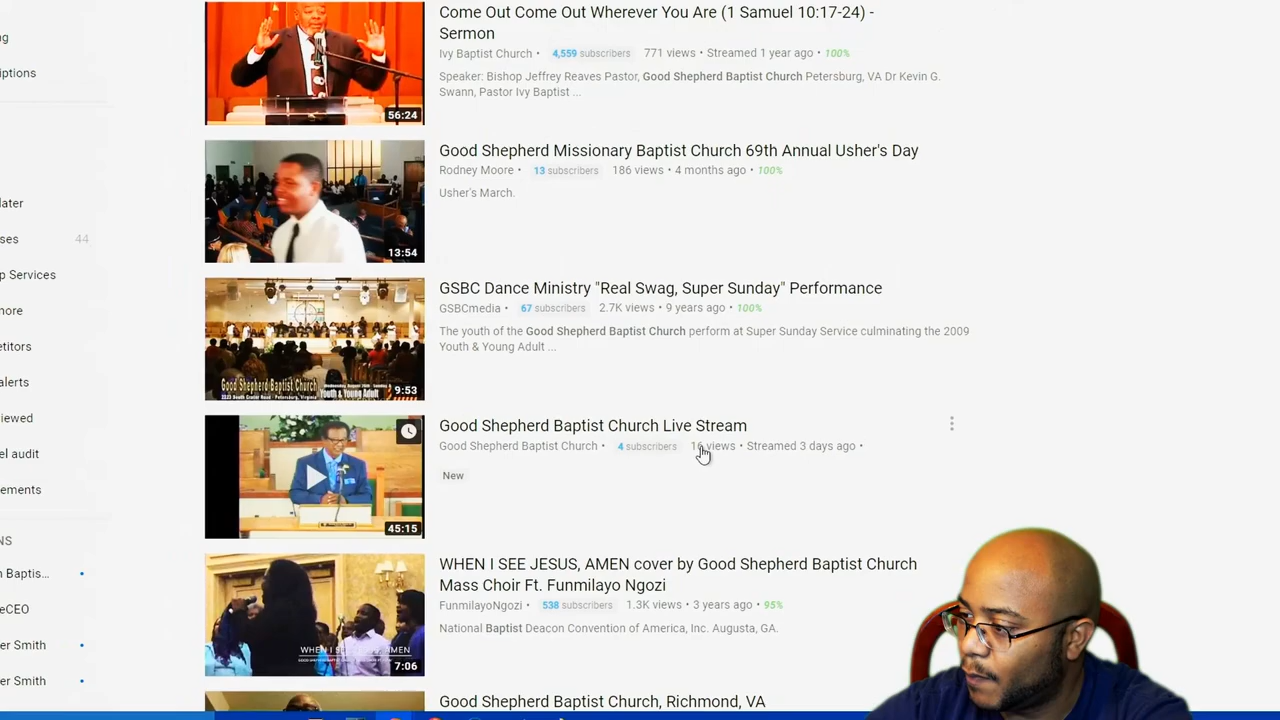 Come Out Come Out Wherever You Are (1 Samuel 10:17-24) -
Sermon
Ivy Baptist Church • 4,559 subscribers 771 views • Streamed 1 year ago • 100%
Speaker: Bishop Jeffrey Reaves Pastor, Good Shepherd Baptist Church Petersburg, VA Dr Kevin G.
Swann, Pastor Ivy Baptist ...
56:24
Good Shepherd Missionary Baptist Church 69th Annual Usher's Day
Rodney Moore • 13 subscribers 186 views • 4 months ago • 100%
Usher's March.
13:54
GSBC Dance Ministry "Real Swag, Super Sunday" Performance
GSBCmedia • 67 subscribers 2.7K views • 9 years ago • 100%
The youth of the Good Shepherd Baptist Church perform at Super Sunday Service culminating the 2009
Youth & Young Adult ...
Good Shepherd Baptist Church
Youth & Young Adult
9:53
Good Shepherd Baptist Church Live Stream
Good Shepherd Baptist Church • 4 subscribers views • Streamed 3 days ago •
New
45:15
WHEN I SEE JESUS, AMEN cover by Good Shepherd Baptist Church
Mass Choir Ft. Funmilayo Ngozi
FunmilayoNgozi • 538 subscribers 1.3K views • 3 years ago • 95%
National Baptist Deacon Convention of America, Inc. Augusta, GA.
7:06
Good Shepherd Baptist Church, Richmond, VA
ng
iptions
ater
ses 44
p Services
ore
etitors
alerts
iewed
el audit
ements
NS
h Baptis...
eCEO
er Smith
er Smith